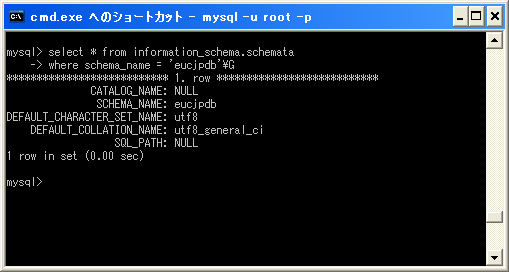 cmd.exe へのショートカット - mysql -u root -p
mysql> select * from information_schema.schemata
    -> where schema_name = 'eucjpdb'¥G
*************************** 1. row ***************************
              CATALOG_NAME: NULL
               SCHEMA_NAME: eucjpdb
DEFAULT_CHARACTER_SET_NAME: utf8
    DEFAULT_COLLATION_NAME: utf8_general_ci
                  SQL_PATH: NULL
1 row in set (0.00 sec)
mysql>